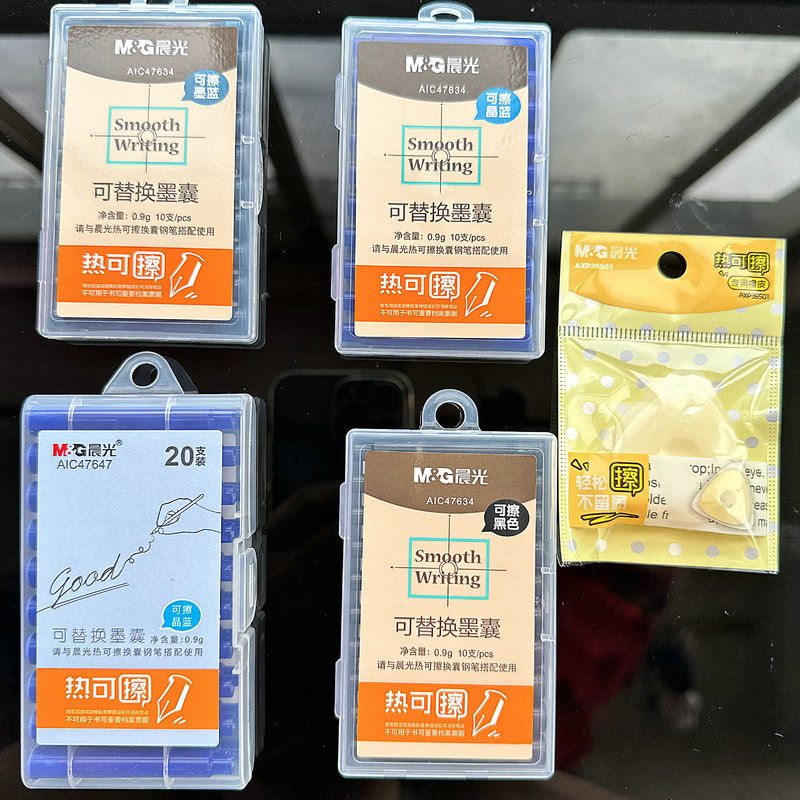 M&G晨光
AIC47634
可擦
墨蓝
Smooth
Writing
可替换墨囊
净含量：0.9g 10支/pcs
请与晨光热可擦换囊钢笔搭配使用
热可擦
不可用于书写重要档案票据
M&G晨光
AIC47634
可擦
晶蓝
Smooth
Writing
可替换墨囊
净含量：0.9g 10支/pcs
请与晨光热可擦换囊钢笔搭配使用
热可擦
不可用于书写重要档案票据
M&G晨光
AXP39501
热可擦
专用橡皮
AXP39501
轻松擦
不留痕
M&G晨光®
AIC47647
20支装
Good
可擦
晶蓝
可替换墨囊 净含量：0.9g
请与晨光热可擦换囊钢笔搭配使用
热可擦
不可用于书写重要档案票据
M&G晨光
AIC47634
可擦
黑色
Smooth
Writing
可替换墨囊
净含量：0.9g 10支/pcs
请与晨光热可擦换囊钢笔搭配使用
热可擦
不可用于书写重要档案票据